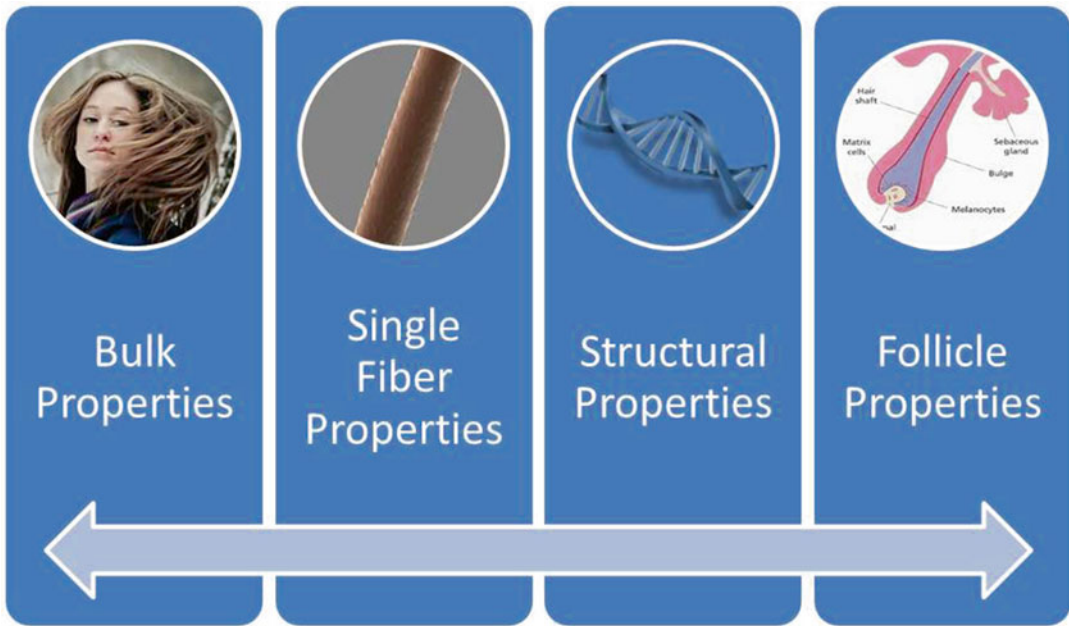 Bulk
Properties
Single
Fiber
Properties
Structural
Properties
Hair
shaft
Matrix
cells
Sebaceous
gland
Bulge
Melanocytes
Follicle
Properties